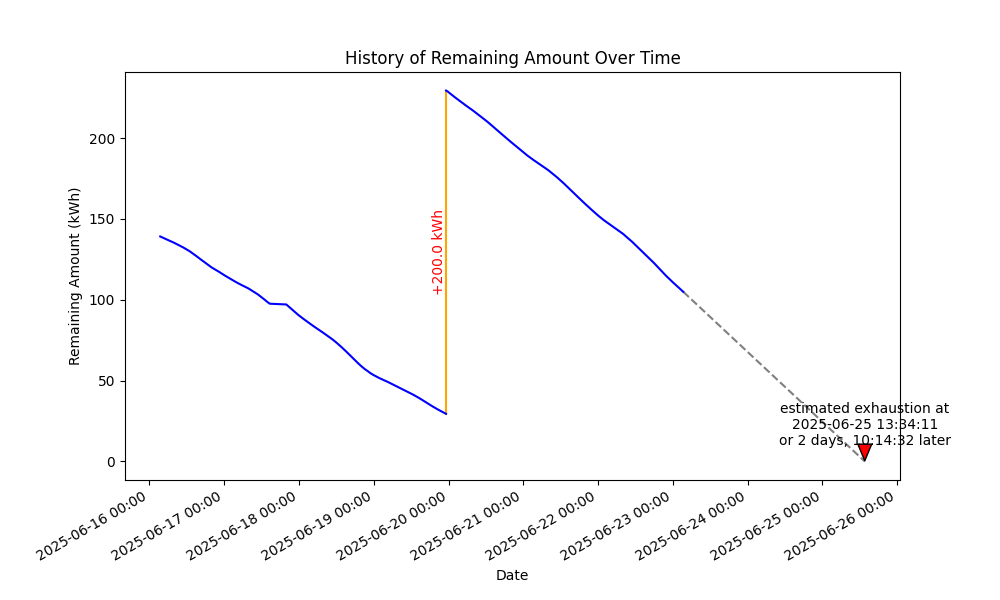 History of Remaining Amount Over Time
Remaining Amount (kWh)
200
150
100
50
0
+200.0 kWh
estimated exhaustion at
2025-06-25 13:34:11
or 2 days, 10:14:32 later
2025-06-16 00:00
2025-06-17 00:00
2025-06-18 00:00
2025-06-19 00:00
2025-06-20 00:00
2025-06-21 00:00
2025-06-22 00:00
2025-06-23 00:00
2025-06-24 00:00
2025-06-25 00:00
2025-06-26 00:00
Date